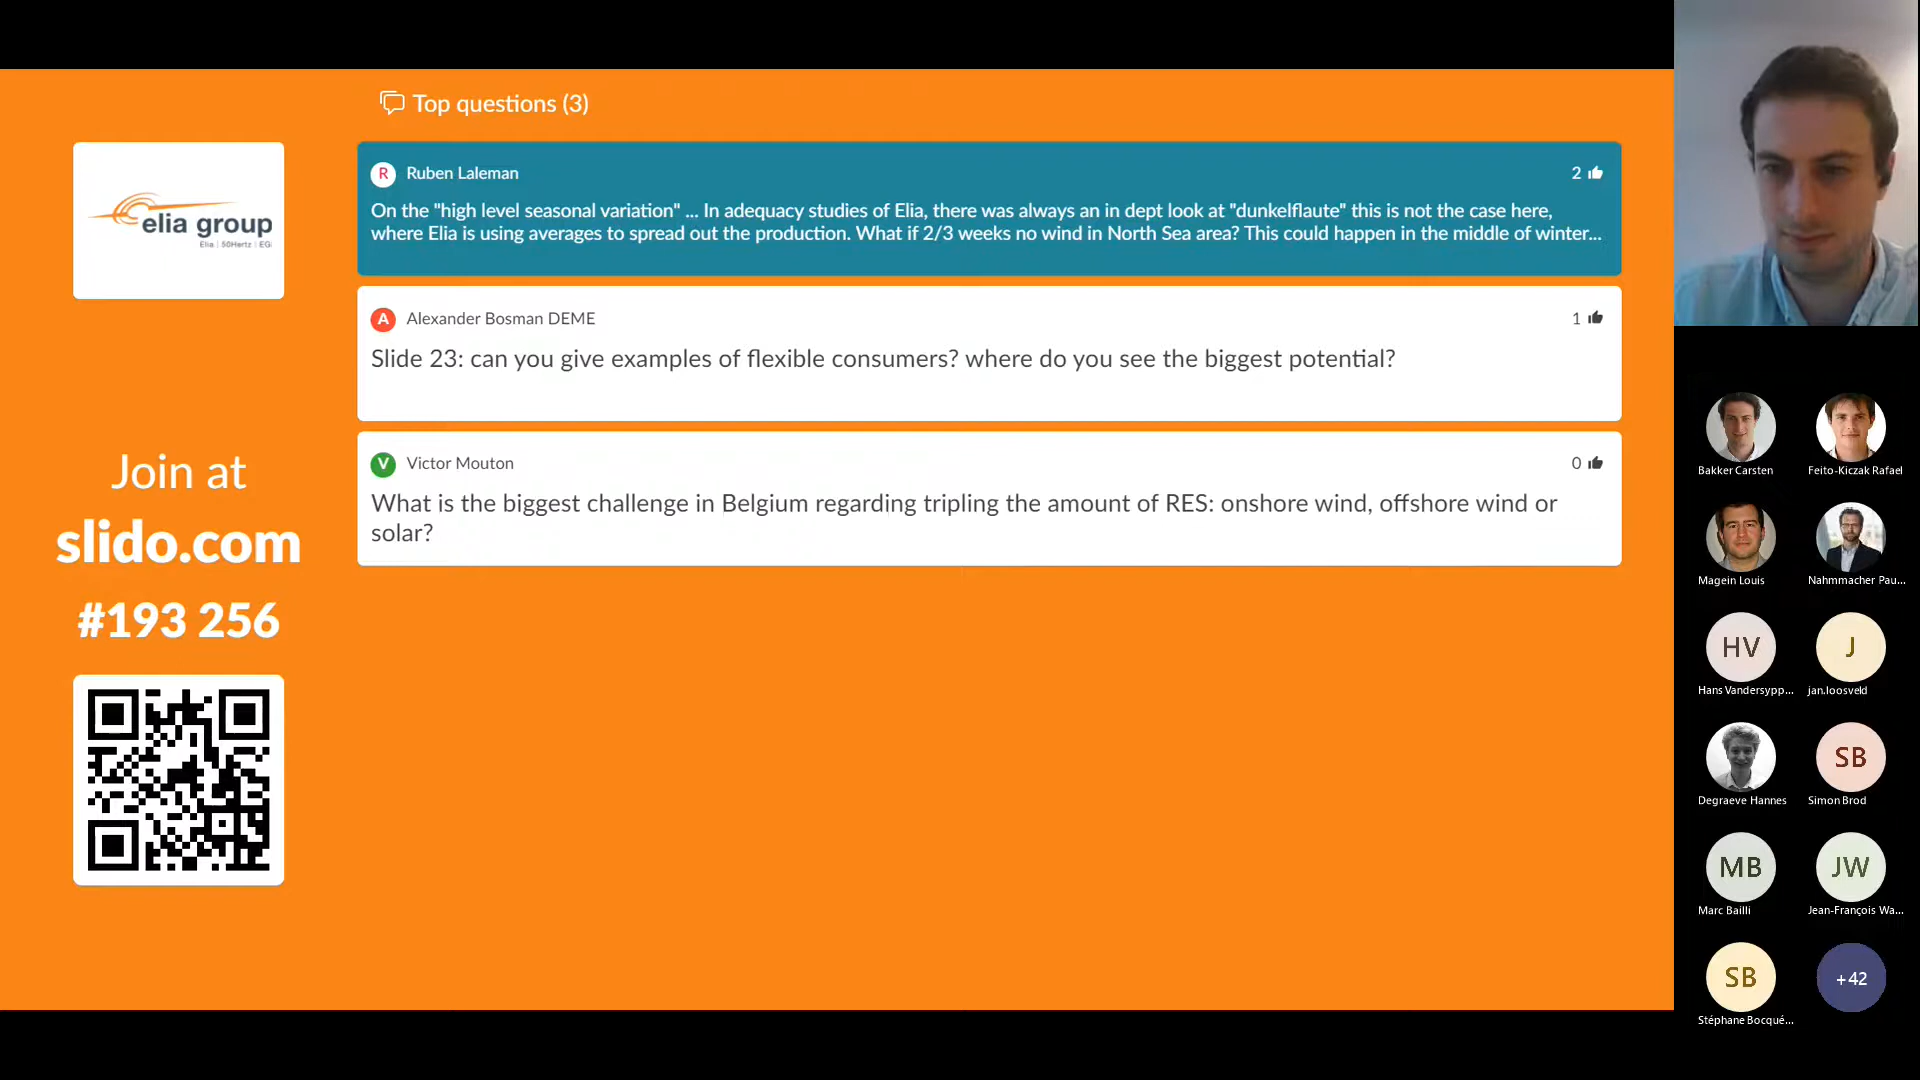 Top questions (3)
elia group
Elia | 50Hertz | EGI
Join at
slido.com
#193 256
R Ruben Laleman 2
On the "high level seasonal variation" ... In adequacy studies of Elia, there was always an in dept look at "dunkelflaute" this is not the case here,
where Elia is using averages to spread out the production. What if 2/3 weeks no wind in North Sea area? This could happen in the middle of winter...
A Alexander Bosman DEME 1
Slide 23: can you give examples of flexible consumers? where do you see the biggest potential?
V Victor Mouton 0
What is the biggest challenge in Belgium regarding tripling the amount of RES: onshore wind, offshore wind or
solar?
Bakker Carsten
Feito-Kiczak Rafael
Magein Louis
Nahmmacher Pau...
HV
J
Hans Vandersypp...
jan.loosveld
SB
Degraeve Hannes
Simon Brod
MB
JW
Marc Bailli
Jean-François Wa...
SB
+42
Stéphane Bocqué...